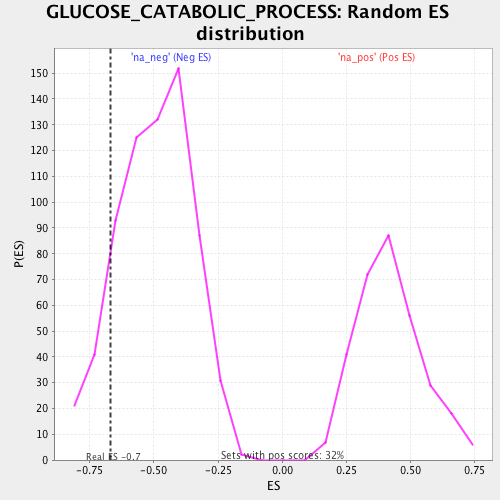 GLUCOSE_CATABOLIC_PROCESS: Random ES
distribution
'na_neg' (Neg ES)
'na_pos' (Pos ES)
150
140
130
120
110
100
90
80
70
60
50
40
30
20
10
0
P(ES)
Real ES -0.7
Sets with pos scores: 32%
-0.75
-0.50
-0.25
0.00
0.25
0.50
0.75
ES